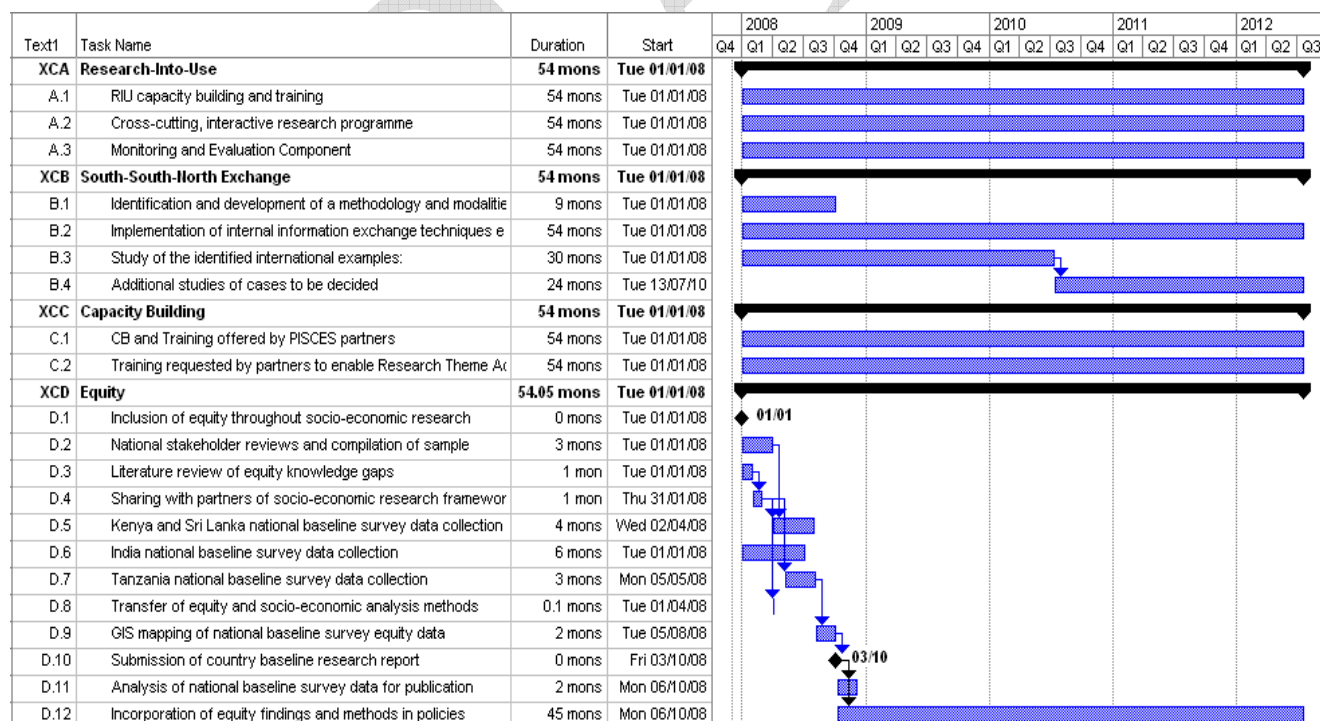 2008 2009 2010 2011 2012
Text1 Task Name Duration Start Q4 Q1 Q2 Q3 Q4 Q1 Q2 Q3 Q4 Q1 Q2 Q3 Q4 Q1 Q2 Q3 Q4 Q1 Q2 Q3
XCA Research-Into-Use 54 mons Tue 01/01/08
A.1 RIU capacity building and training 54 mons Tue 01/01/08
A.2 Cross-cutting, interactive research programme 54 mons Tue 01/01/08
A.3 Monitoring and Evaluation Component 54 mons Tue 01/01/08
XCB South-South-North Exchange 54 mons Tue 01/01/08
B.1 Identification and development of a methodology and modalitie 9 mons Tue 01/01/08
B.2 Implementation of internal information exchange techniques e 54 mons Tue 01/01/08
B.3 Study of the identified international examples: 30 mons Tue 01/01/08
B.4 Additional studies of cases to be decided 24 mons Tue 13/07/10
XCC Capacity Building 54 mons Tue 01/01/08
C.1 CB and Training offered by PISCES partners 54 mons Tue 01/01/08
C.2 Training requested by partners to enable Research Theme Ac 54 mons Tue 01/01/08
XCD Equity 54.05 mons Tue 01/01/08
D.1 Inclusion of equity throughout socio-economic research 0 mons Tue 01/01/08 01/01
D.2 National stakeholder reviews and compilation of sample 3 mons Tue 01/01/08
D.3 Literature review of equity knowledge gaps 1 mon Tue 01/01/08
D.4 Sharing with partners of socio-economic research framewor 1 mon Thu 31/01/08
D.5 Kenya and Sri Lanka national baseline survey data collection 4 mons Wed 02/04/08
D.6 India national baseline survey data collection 6 mons Tue 01/01/08
D.7 Tanzania national baseline survey data collection 3 mons Mon 05/05/08
D.8 Transfer of equity and socio-economic analysis methods 0.1 mons Tue 01/04/08
D.9 GIS mapping of national baseline survey equity data 2 mons Tue 05/08/08
D.10 Submission of country baseline research report 0 mons Fri 03/10/08 03/10
D.11 Analysis of national baseline survey data for publication 2 mons Mon 06/10/08
D.12 Incorporation of equity findings and methods in policies 45 mons Mon 06/10/08